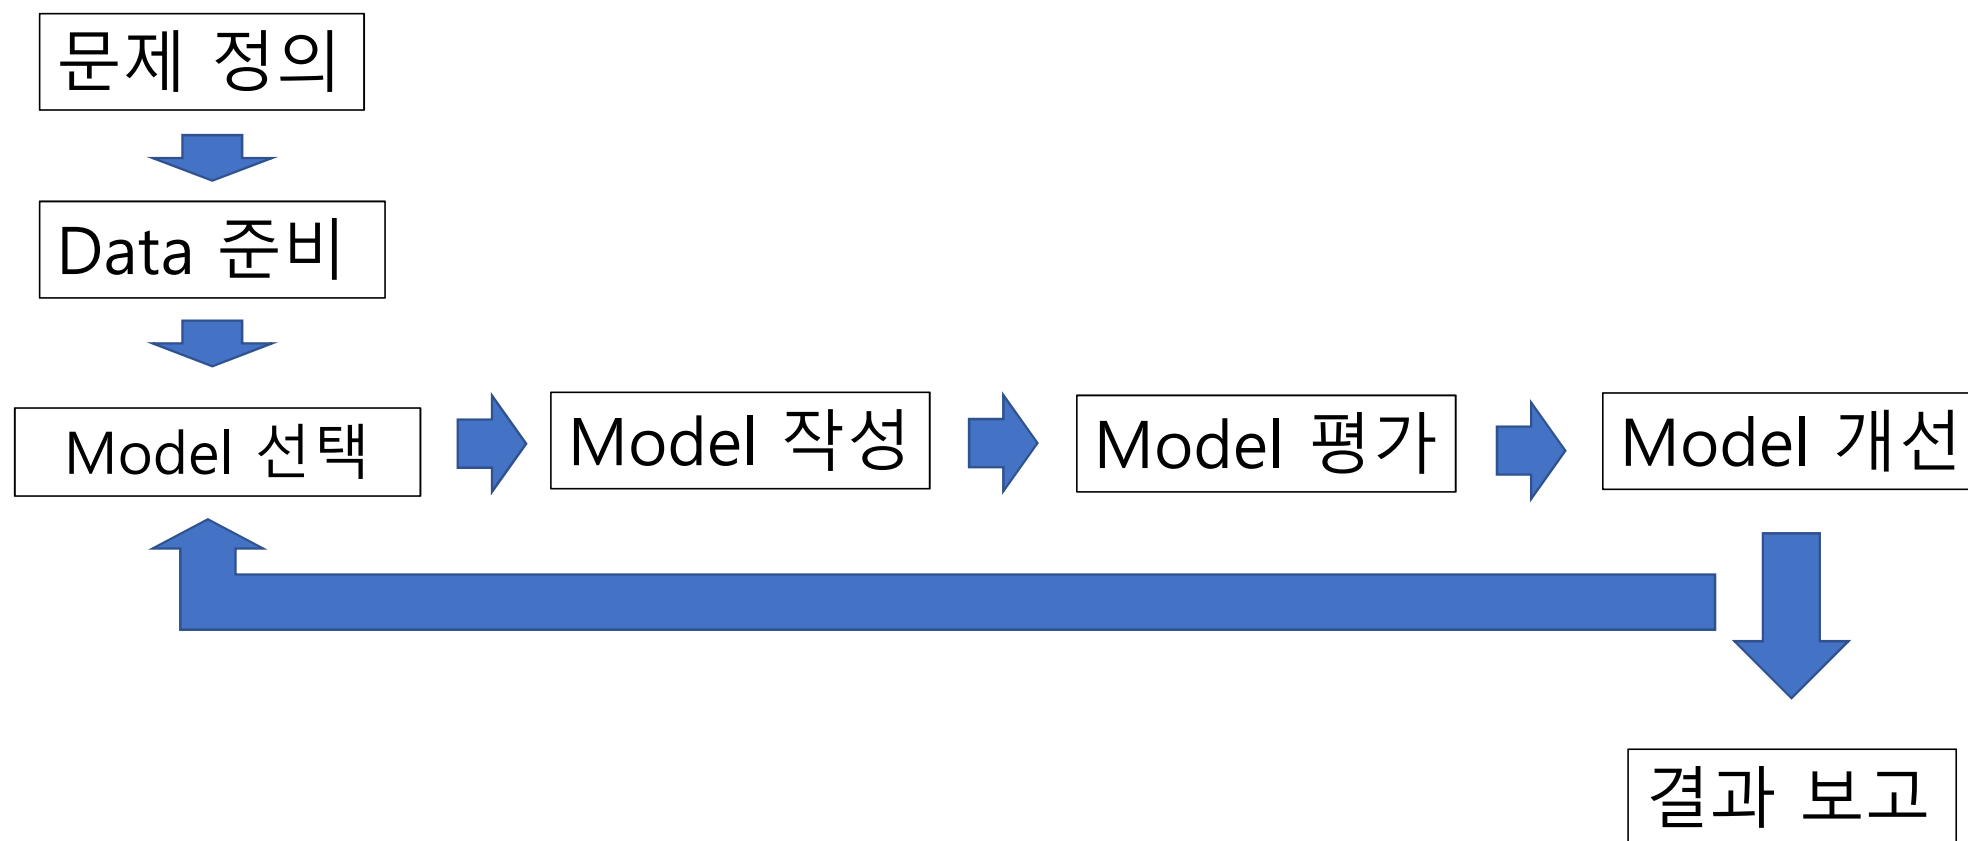 문제 정의
Data 준비
Model 선택
Model 작성
Model 평가
Model 개선
결과 보고